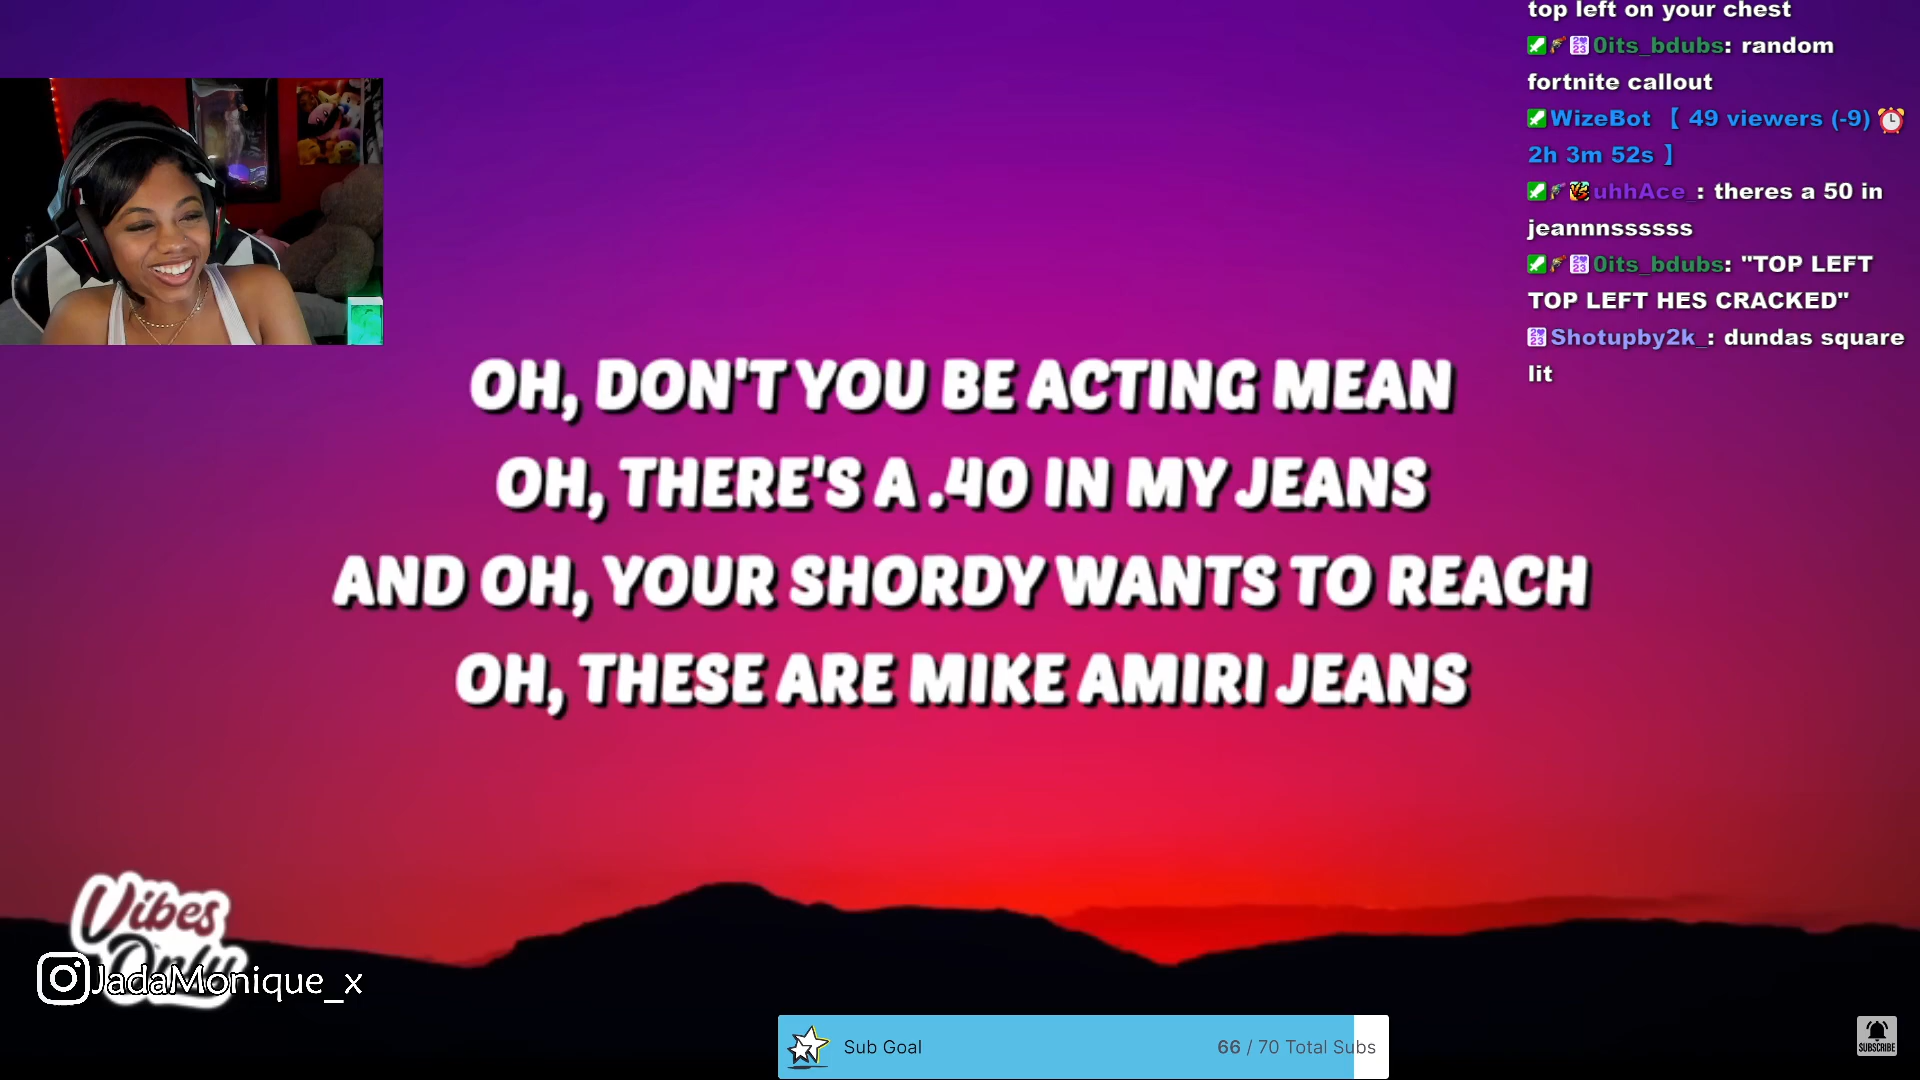 top left on your chest
0its_bdubs: random
fortnite callout
WizeBot 【 49 viewers (-9)
2h 3m 52s 】
uhhAce_: theres a 50 in
jeannnssssss
0its_bdubs: "TOP LEFT
TOP LEFT HES CRACKED"
Shotupby2k_: dundas square
lit
OH, DON'T YOU BE ACTING MEAN
OH, THERE'S A .40 IN MY JEANS
AND OH, YOUR SHORDY WANTS TO REACH
OH, THESE ARE MIKE AMIRI JEANS
Vibes
Only
JadaMonique_x
Sub Goal
66 / 70 Total Subs
SUBSCRIBE